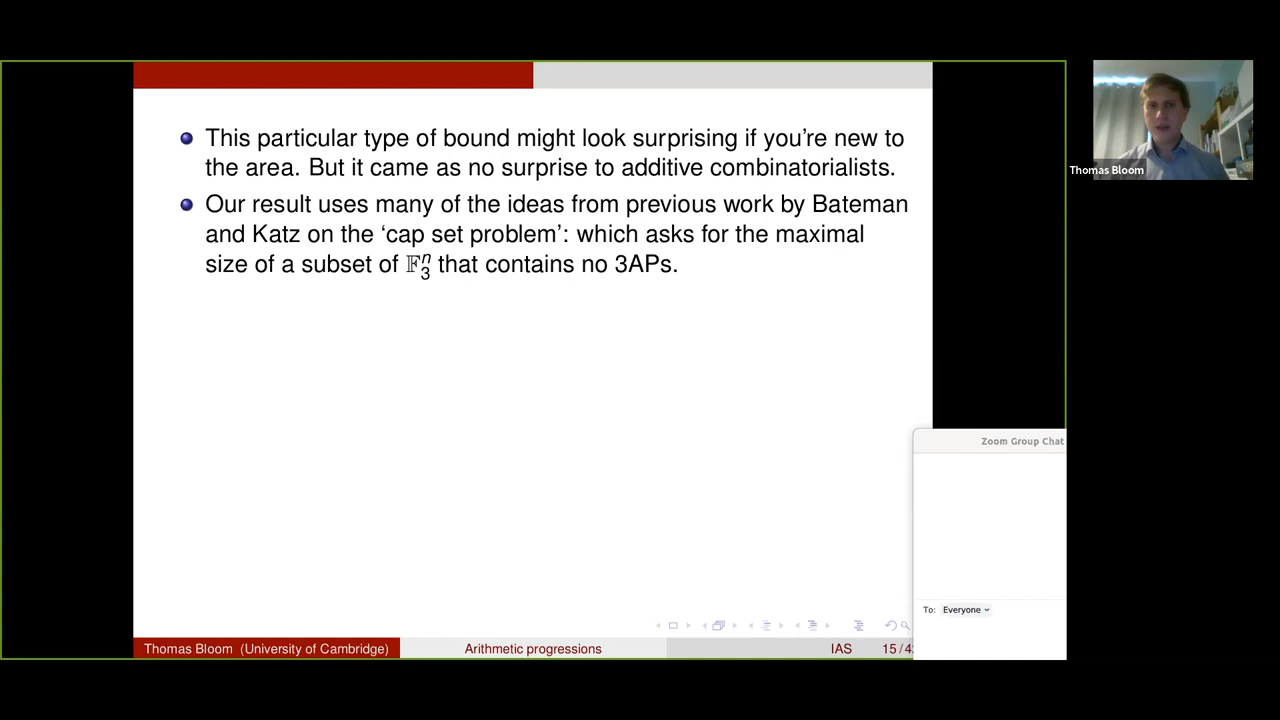 This particular type of bound might look surprising if you're new to
the area. But it came as no surprise to additive combinatorialists.
Our result uses many of the ideas from previous work by Bateman
and Katz on the ‘cap set problem’: which asks for the maximal
size of a subset of 𝔽₃ⁿ that contains no 3APs.
Thomas Bloom
Zoom Group Chat
To: Everyone
Thomas Bloom (University of Cambridge)
Arithmetic progressions
IAS
15 / 4